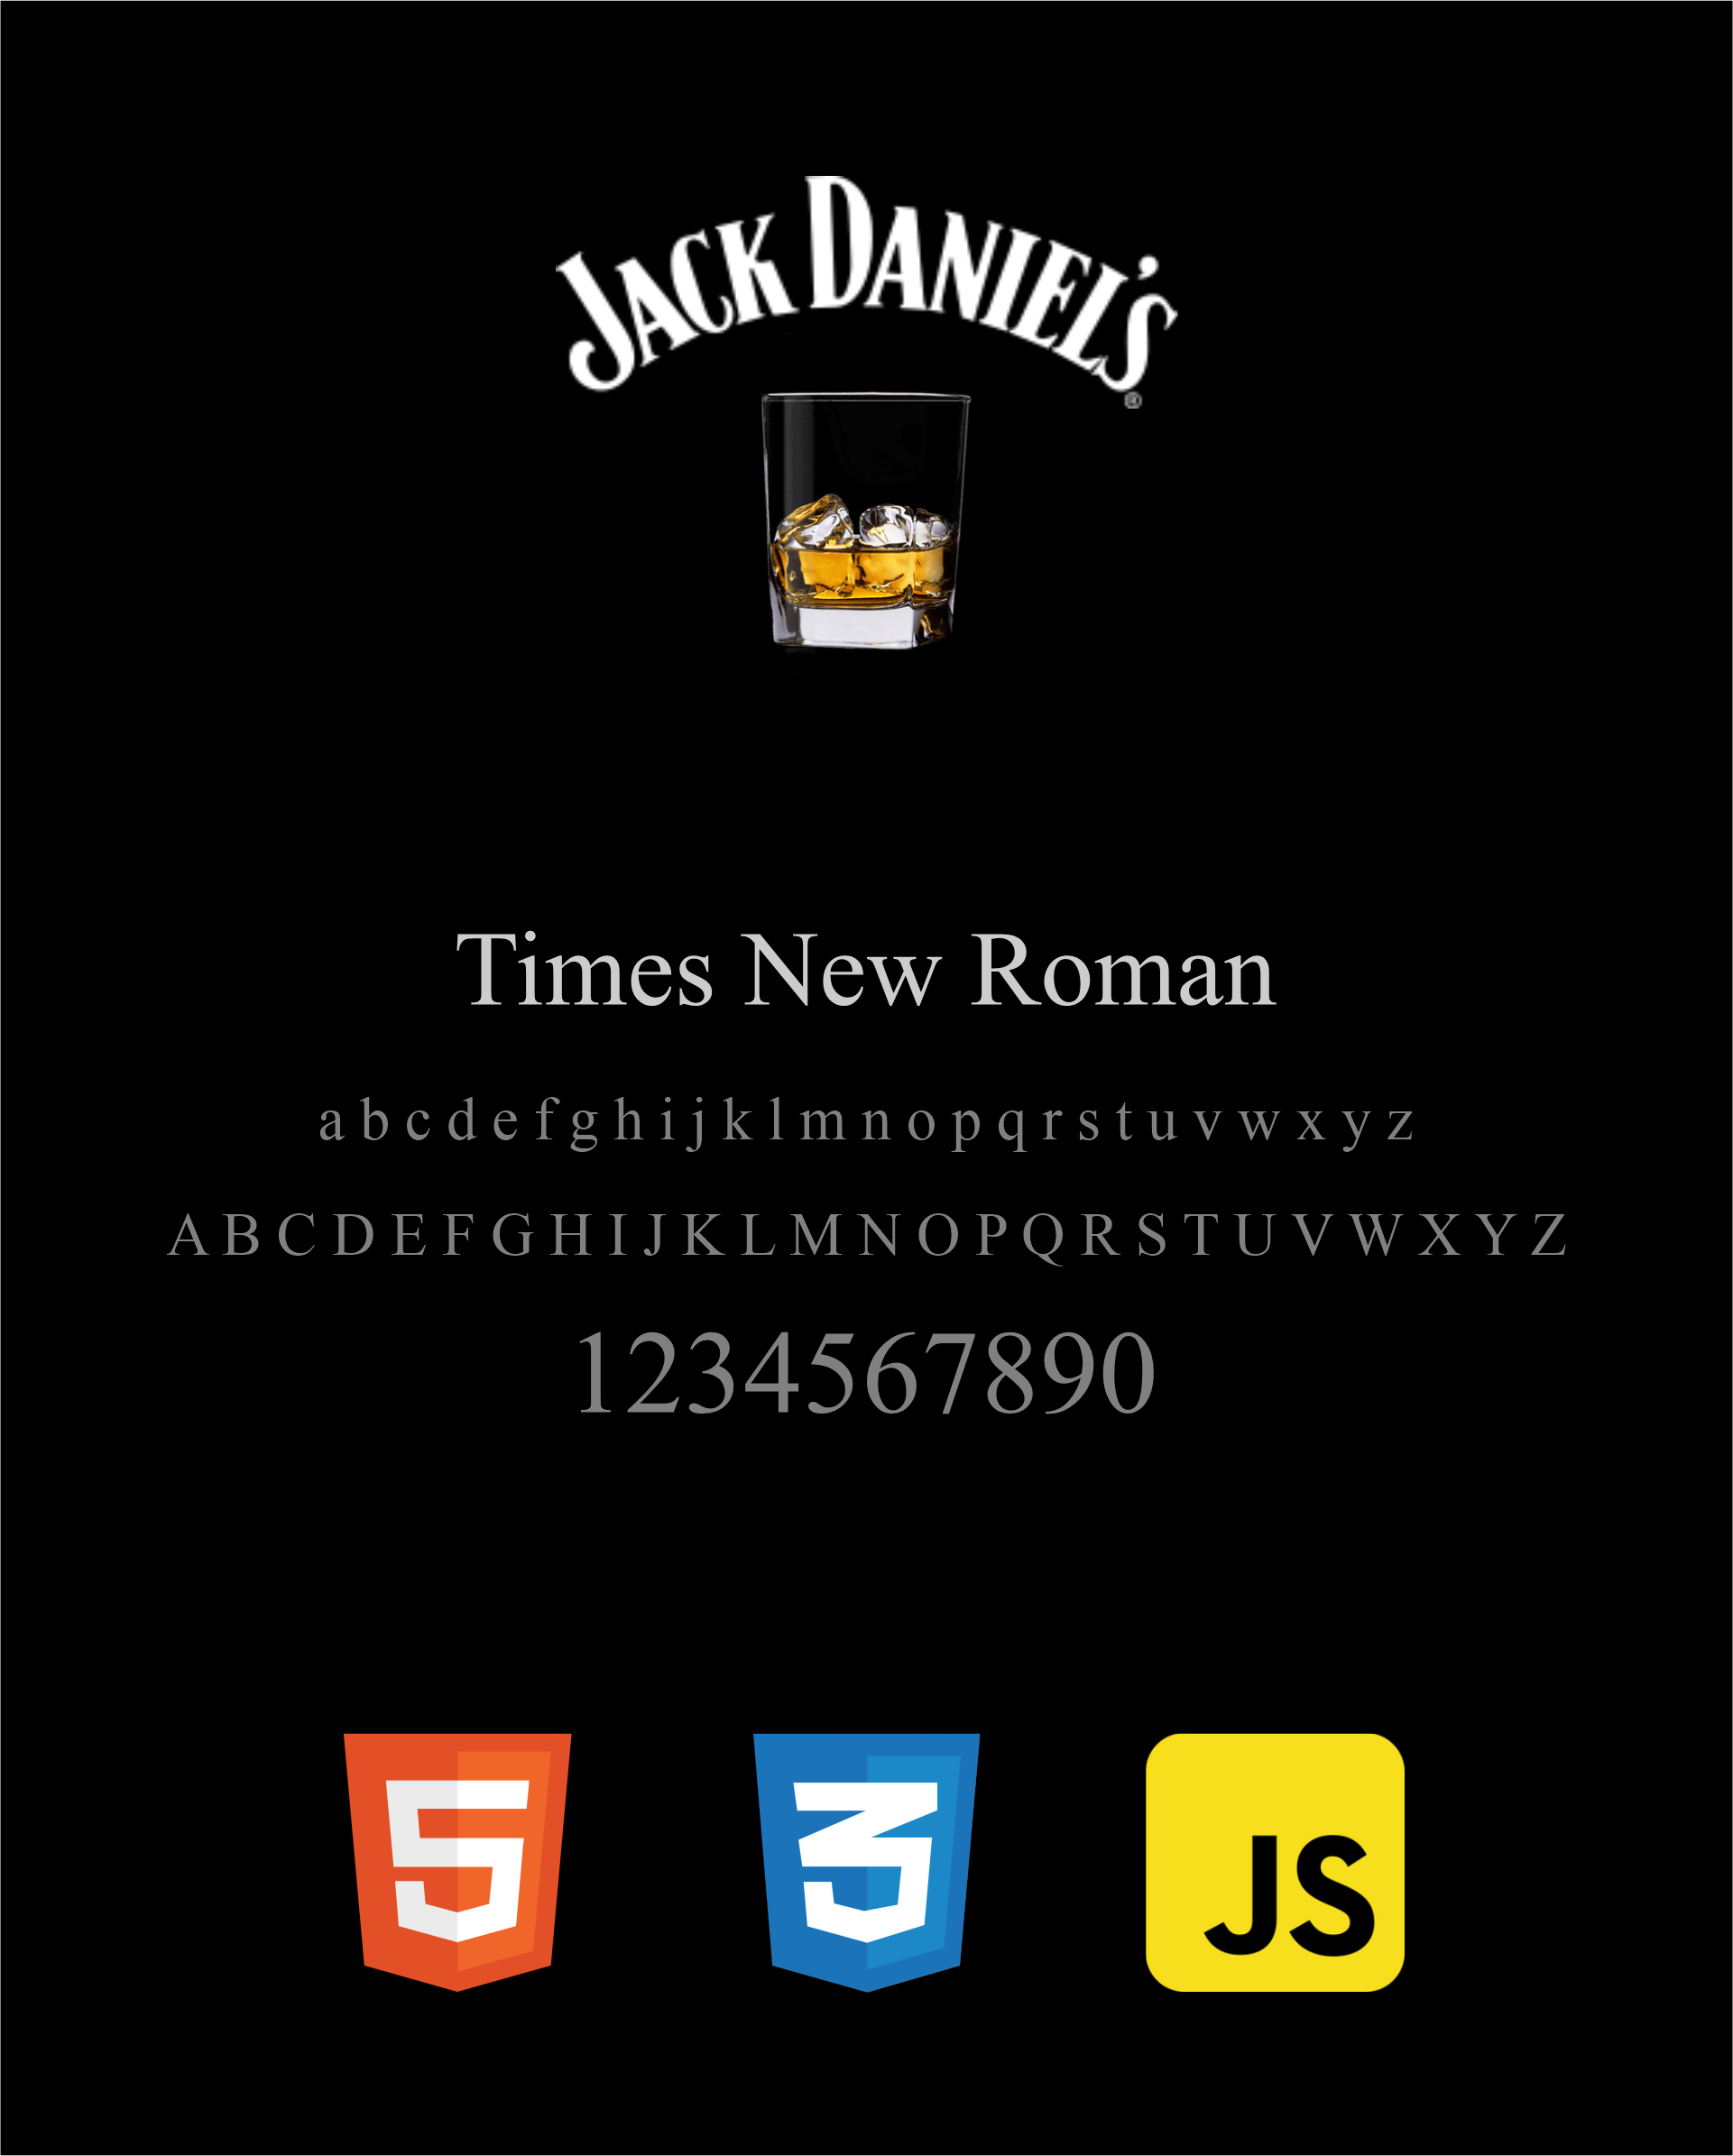 JACK DANIEL'S
®
Times New Roman
a b c d e f g h i j k l m n o p q r s t u v w x y z
A B C D E F G H I J K L M N O P Q R S T U V W X Y Z
1234567890
5 3 JS